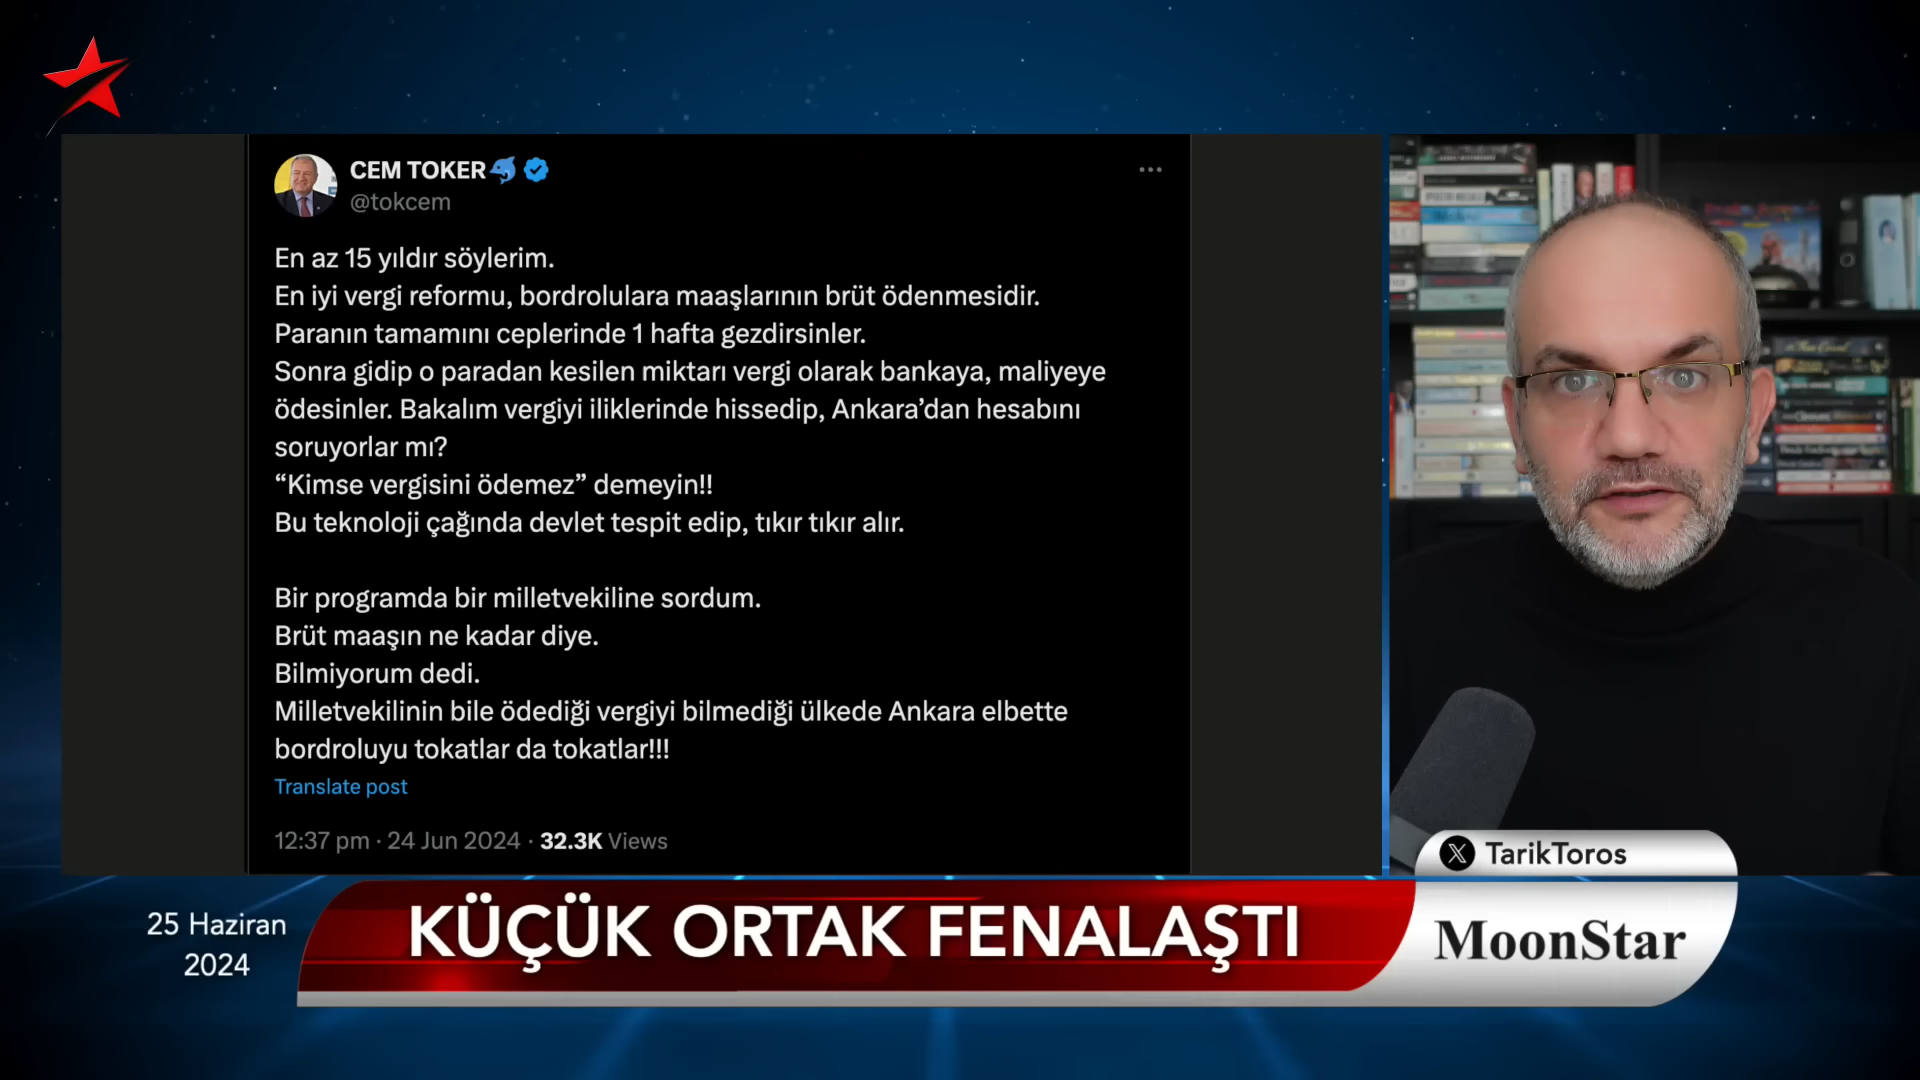 CEM TOKER
@tokcem
En az 15 yıldır söylerim.
En iyi vergi reformu, bordrolulara maaşlarının brüt ödenmesidir.
Paranın tamamını ceplerinde 1 hafta gezdirsinler.
Sonra gidip o paradan kesilen miktarı vergi olarak bankaya, maliyeye
ödesinler. Bakalım vergiyi iliklerinde hissedip, Ankara’dan hesabını
soruyorlar mı?
“Kimse vergisini ödemez” demeyin!!
Bu teknoloji çağında devlet tespit edip, tıkır tıkır alır.
Bir programda bir milletvekiline sordum.
Brüt maaşın ne kadar diye.
Bilmiyorum dedi.
Milletvekilinin bile ödediği vergiyi bilmediği ülkede Ankara elbette
bordroluyu tokatlar da tokatlar!!!
Translate post
12:37 pm · 24 Jun 2024 · 32.3K Views
TarikToros
25 Haziran
2024
KÜÇÜK ORTAK FENALAŞTI
MoonStar